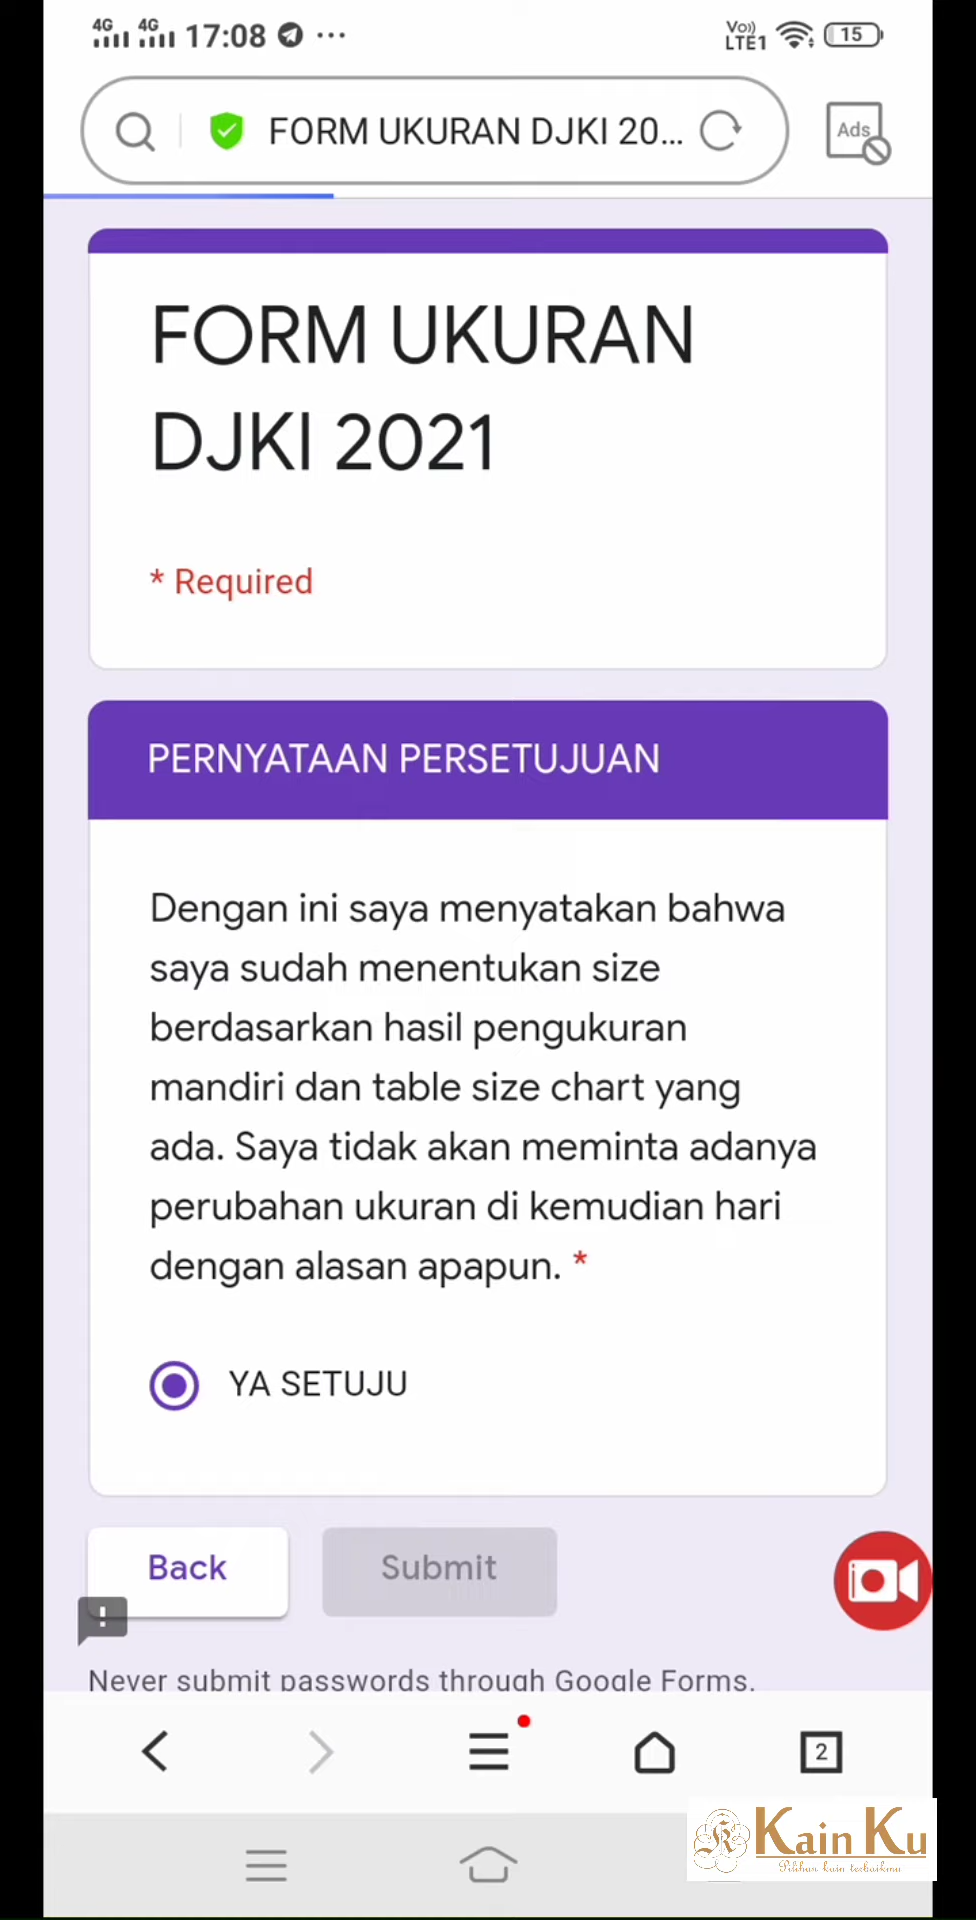 4G 4G 17:08 ... Vo)) LTE1 15
FORM UKURAN DJKI 20... Ads
FORM UKURAN
DJKI 2021
* Required
PERNYATAAN PERSETUJUAN
Dengan ini saya menyatakan bahwa
saya sudah menentukan size
berdasarkan hasil pengukuran
mandiri dan table size chart yang
ada. Saya tidak akan meminta adanya
perubahan ukuran di kemudian hari
dengan alasan apapun. *
YA SETUJU
Back Submit
!
Never submit passwords through Google Forms.
2
Kain Ku
Pilihan kain terbaikmu